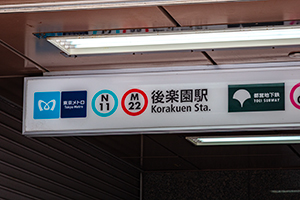 東京メトロ
Tokyo Metro
N
11
M
22
後楽園駅
Korakuen Sta.
都営地下鉄
TOEI SUBWAY